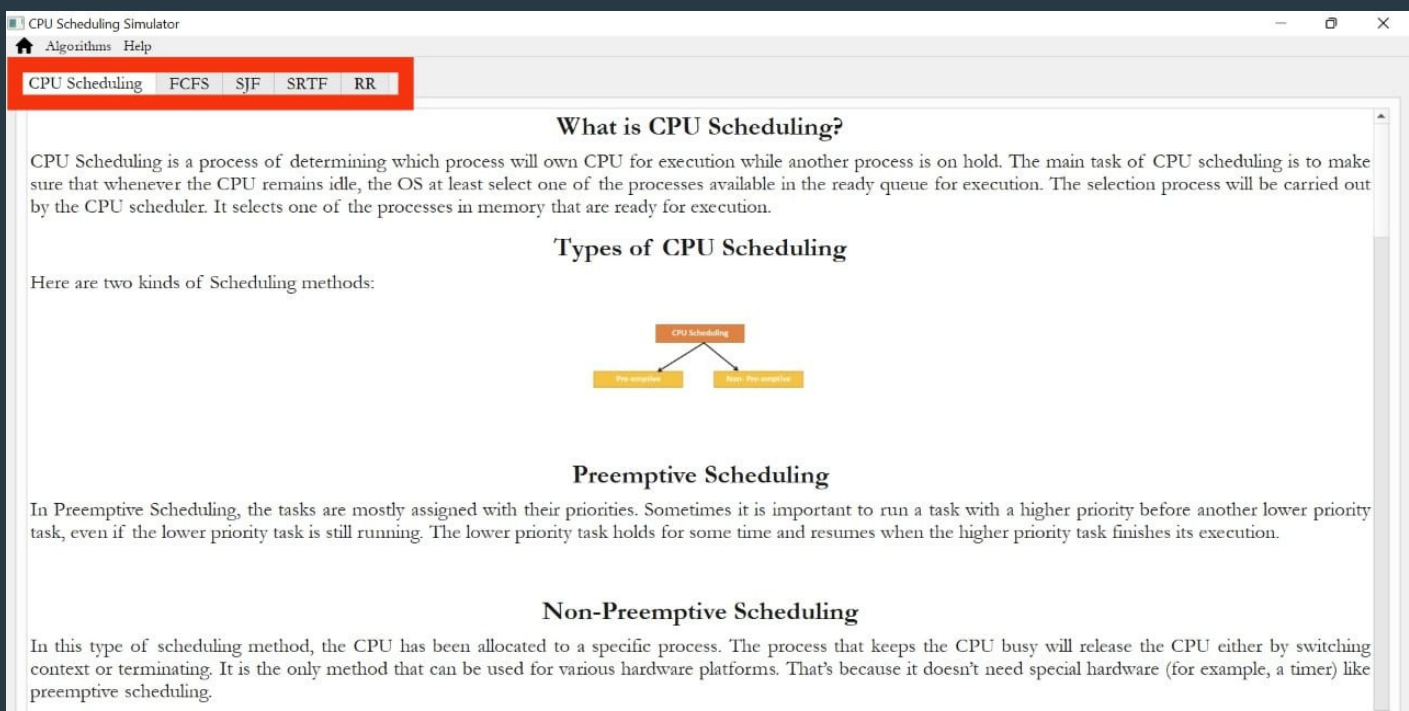 CPU Scheduling Simulator
Algorithms Help
CPU Scheduling FCFS SJF SRTF RR
What is CPU Scheduling?
CPU Scheduling is a process of determining which process will own CPU for execution while another process is on hold. The main task of CPU scheduling is to make
sure that whenever the CPU remains idle, the OS at least select one of the processes available in the ready queue for execution. The selection process will be carried out
by the CPU scheduler. It selects one of the processes in memory that are ready for execution.
Types of CPU Scheduling
Here are two kinds of Scheduling methods:
CPU Scheduling
Pre-emptive Non- Pre-emptive
Preemptive Scheduling
In Preemptive Scheduling, the tasks are mostly assigned with their priorities. Sometimes it is important to run a task with a higher priority before another lower priority
task, even if the lower priority task is still running. The lower priority task holds for some time and resumes when the higher priority task finishes its execution.
Non-Preemptive Scheduling
In this type of scheduling method, the CPU has been allocated to a specific process. The process that keeps the CPU busy will release the CPU either by switching
context or terminating. It is the only method that can be used for various hardware platforms. That’s because it doesn’t need special hardware (for example, a timer) like
preemptive scheduling.